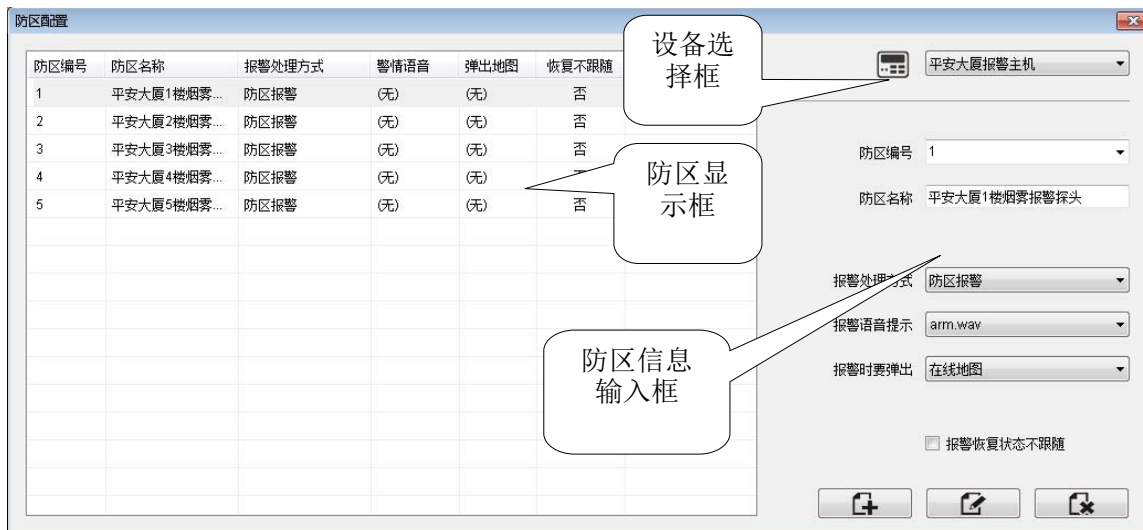 防区配置
设备选
择框
平安大厦报警主机
防区编号 防区名称 报警处理方式 警情语音 弹出地图 恢复不跟随
1 平安大厦1楼烟雾... 防区报警 (无) (无) 否
2 平安大厦2楼烟雾... 防区报警 (无) (无) 否
3 平安大厦3楼烟雾... 防区报警 (无) (无) 否
4 平安大厦4楼烟雾... 防区报警 (无) (无)
5 平安大厦5楼烟雾... 防区报警 (无) (无) 否
防区显
示框
防区编号 1
防区名称 平安大厦1楼烟雾报警探头
报警处理方式 防区报警
报警语音提示 arm.wav
报警时要弹出 在线地图
防区信息
输入框
报警恢复状态不跟随